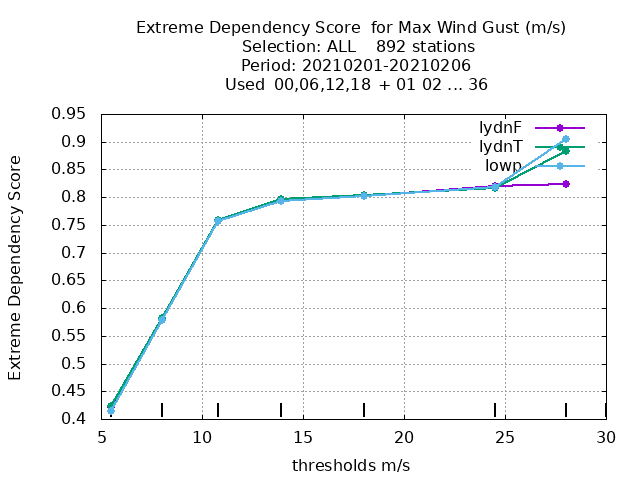 Extreme Dependency Score  for Max Wind Gust (m/s)
Selection: ALL    892 stations
Period: 20210201-20210206
Used  00,06,12,18 + 01 02 ... 36
lydnF
lydnT
lowp
0.95
0.9
0.85
0.8
0.75
0.7
0.65
0.6
0.55
0.5
0.45
0.4
Extreme Dependency Score
5 10 15 20 25 30
thresholds m/s